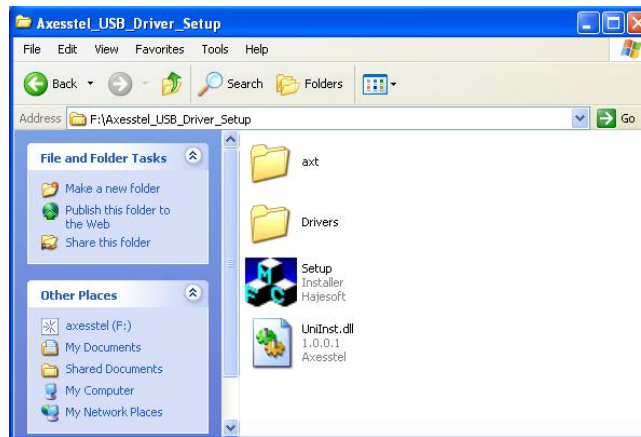 Axesstel_USB_Driver_Setup
File Edit View Favorites Tools Help
Back Search Folders
Address F:\Axesstel_USB_Driver_Setup Go
File and Folder Tasks
Make a new folder
Publish this folder to
the Web
Share this folder
Other Places
axesstel (F:)
My Documents
Shared Documents
My Computer
My Network Places
axt
Drivers
MFC
Setup
Installer
Hajesoft
UniInst.dll
1.0.0.1
Axesstel